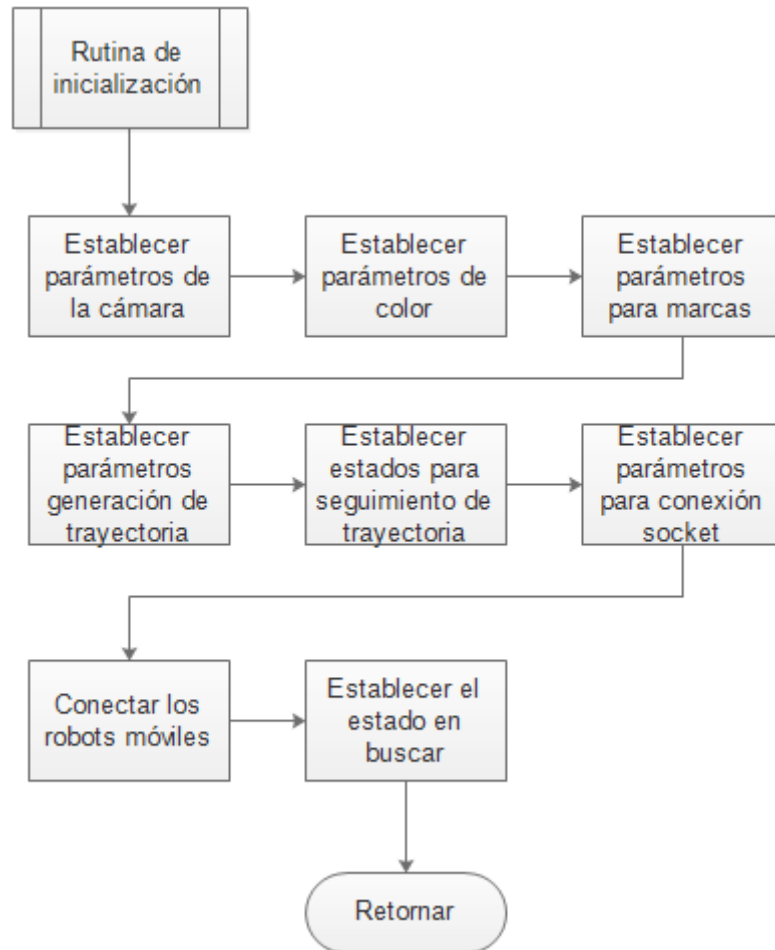 Rutina de
inicialización
Establecer
parámetros de
la cámara
Establecer
parámetros de
color
Establecer
parámetros
para marcas
Establecer
parámetros
generación de
trayectoria
Establecer
estados para
seguimiento de
trayectoria
Establecer
parámetros
para conexión
socket
Conectar los
robots móviles
Establecer el
estado en
buscar
Retornar